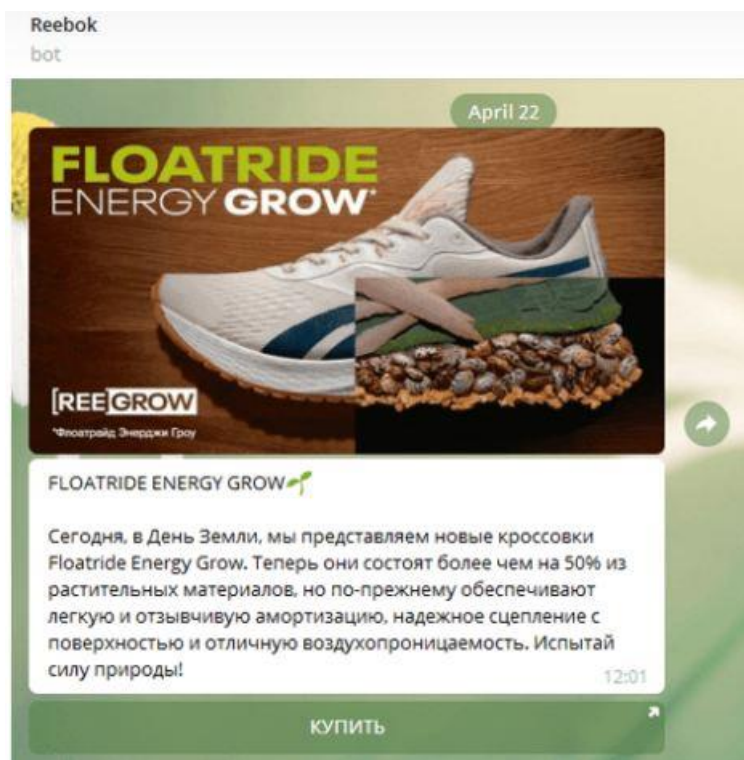 Reebok
bot
April 22
FLOATRIDE
ENERGY GROW*
[REE]GROW
*Флоатрайд Энерджи Гроу
FLOATRIDE ENERGY GROW🌱
Сегодня, в День Земли, мы представляем новые кроссовки
Floatride Energy Grow. Теперь они состоят более чем на 50% из
растительных материалов, но по-прежнему обеспечивают
легкую и отзывчивую амортизацию, надежное сцепление с
поверхностью и отличную воздухопроницаемость. Испытай
силу природы!
12:01
КУПИТЬ